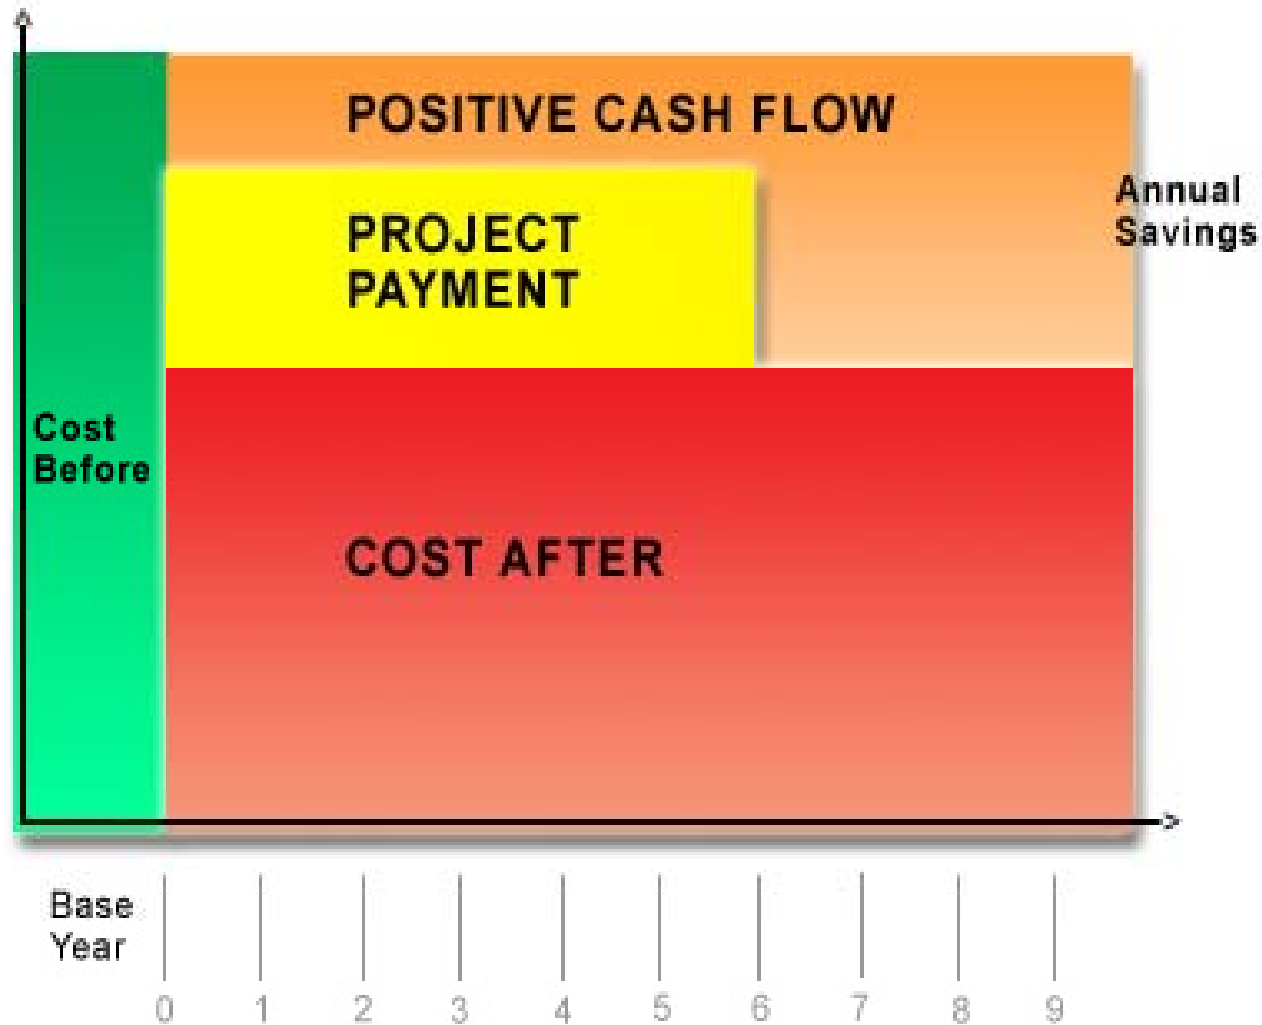 POSITIVE CASH FLOW
Annual
Savings
PROJECT
PAYMENT
Cost
Before
COST AFTER
Base
Year
0 1 2 3 4 5 6 7 8 9